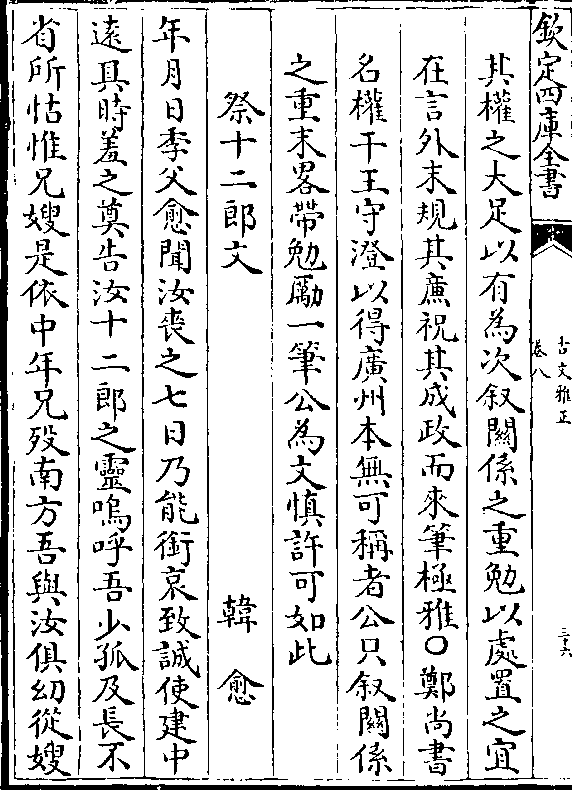 欽定四庫全書
古文雅正
卷八
三十六
其權之大足以有為次叙關係之重勉以處置之宜
在言外末規其廉祝其成政而來筆極雅○鄭尚書
名權干王守澄以得廣州本無可稱者公只叙關係
之重末畧帶勉勵一筆公為文慎許可如此
祭十二郎文
韓愈
年月日季父愈聞汝喪之七日乃能銜哀致誠使建中
遠具時羞之奠告汝十二郎之靈嗚呼吾少孤及長不
省所怙惟兄嫂是依中年兄歿南方吾與汝俱幼從嫂